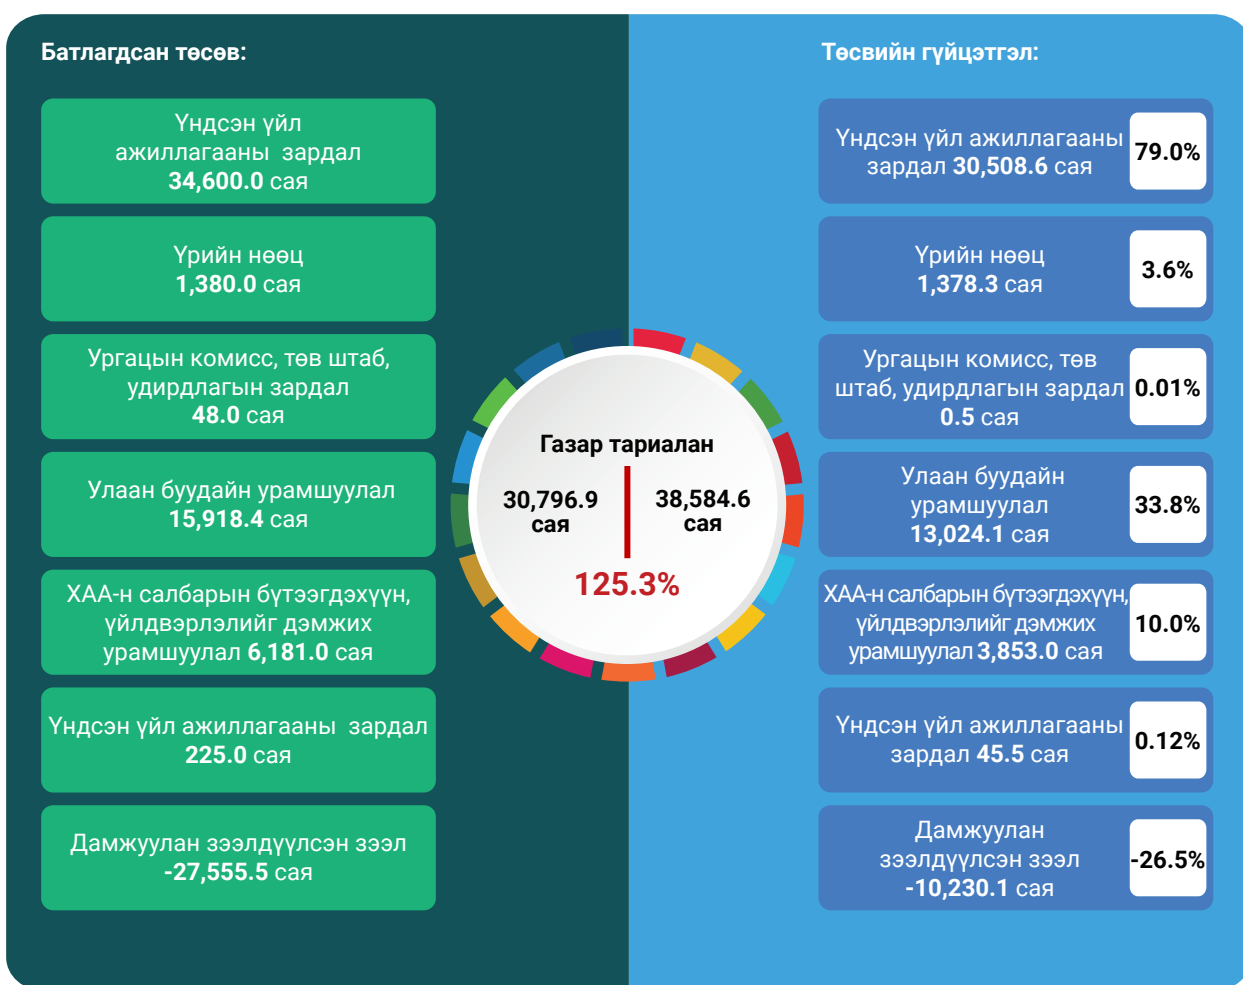 Батлагдсан төсөв:
Үндсэн үйл
ажиллагааны зардал
34,600.0 сая
Үрийн нөөц
1,380.0 сая
Ургацын комисс, төв штаб,
удирдлагын зардал
48.0 сая
Улаан буудайн урамшуулал
15,918.4 сая
ХАА-н салбарын бүтээгдэхүүн,
үйлдвэрлэлийг дэмжих
урамшуулал 6,181.0 сая
Үндсэн үйл ажиллагааны зардал
225.0 сая
Дамжуулан зээлдүүлсэн зээл
-27,555.5 сая
Газар тариалан
30,796.9
сая
38,584.6
сая
125.3%
Төсвийн гүйцэтгэл:
Үндсэн үйл ажиллагааны
зардал 30,508.6 сая
79.0%
Үрийн нөөц
1,378.3 сая
3.6%
Ургацын комисс, төв
штаб, удирдлагын зардал
0.5 сая
0.01%
Улаан буудайн
урамшуулал
13,024.1 сая
33.8%
ХАА-н салбарын бүтээгдэхүүн,
үйлдвэрлэлийг дэмжих
урамшуулал 3,853.0 сая
10.0%
Үндсэн үйл ажиллагааны
зардал 45.5 сая
0.12%
Дамжуулан
зээлдүүлсэн зээл
-10,230.1 сая
-26.5%